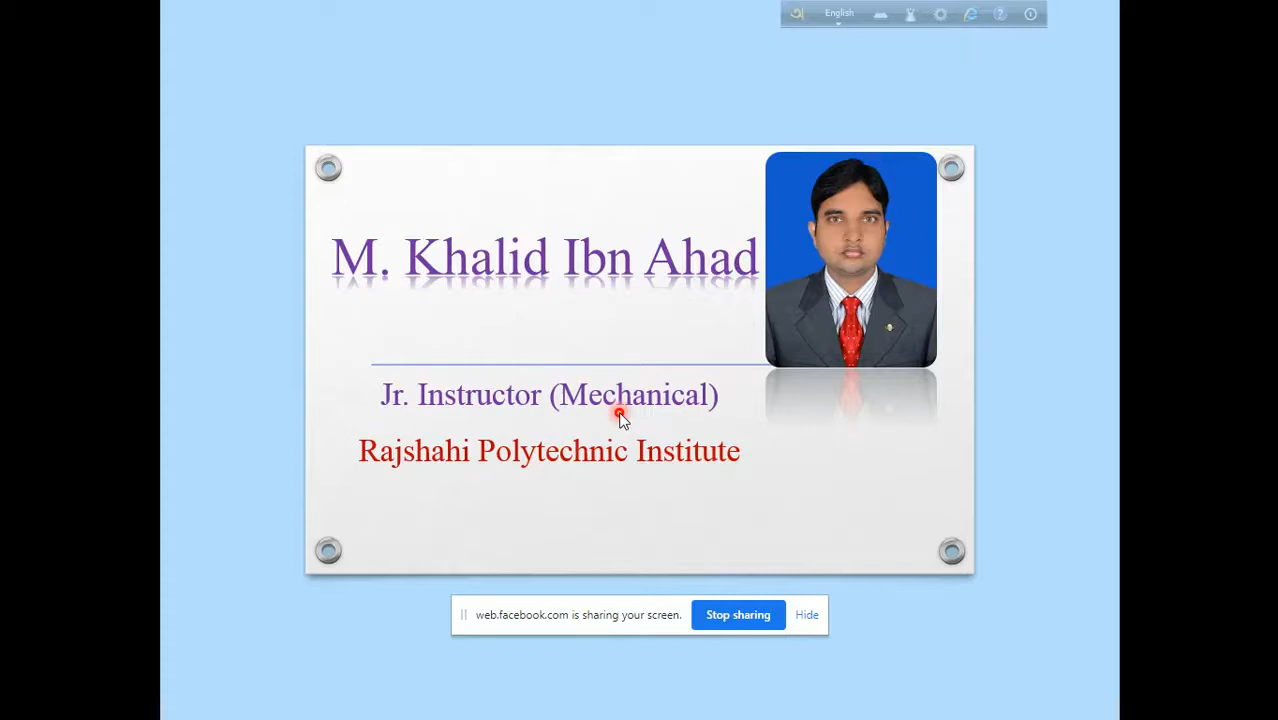 অ English
M. Khalid Ibn Ahad
Jr. Instructor (Mechanical)
Rajshahi Polytechnic Institute
web.facebook.com is sharing your screen. Stop sharing Hide